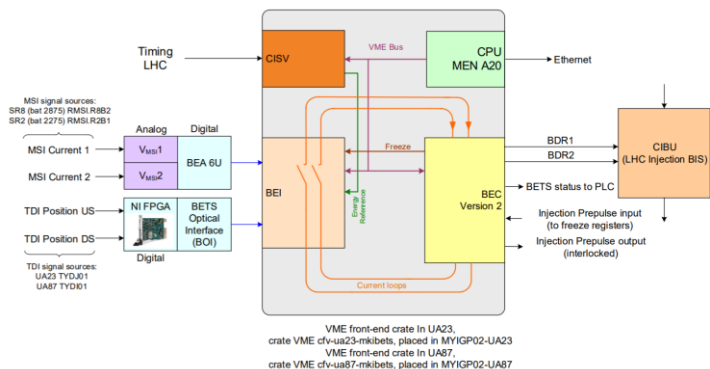 Timing
LHC
CISV
VME Bus
CPU
MEN A20
Ethernet
MSI signal sources:
SR8 (bat 2875) RMSI.R8B2
SR2 (bat 2275) RMSI.R2B1
Analog
Digital
MSI Current 1
VMSI1
BEA 6U
MSI Current 2
VMSI2
BEI
Freeze
Energy
Referrence
BEC
Version 2
BDR1
BDR2
CIBU
(LHC Injection BIS)
BETS status to PLC
TDI Position US
NI FPGA
BETS
Optical
Interface
(BOI)
TDI Position DS
Digital
Injection Prepulse input
(to freeze registers)
Injection Prepulse output
(interlocked)
TDI signal sources:
UA23 TYDJ01
UA87 TYDI01
Current loops
VME front-end crate In UA23,
crate VME cfv-ua23-mkibets, placed in MYIGP02-UA23
VME front-end crate In UA87,
crate VME cfv-ua87-mkibets, placed in MYIGP02-UA87